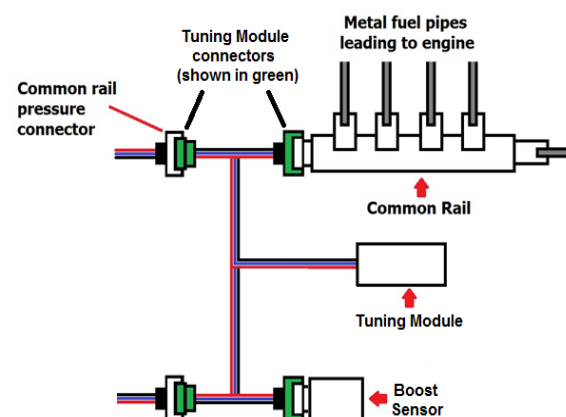 Metal fuel pipes
leading to engine
Tuning Module
connectors
(shown in green)
Common rail
pressure
connector
Common Rail
Tuning Module
Boost
Sensor